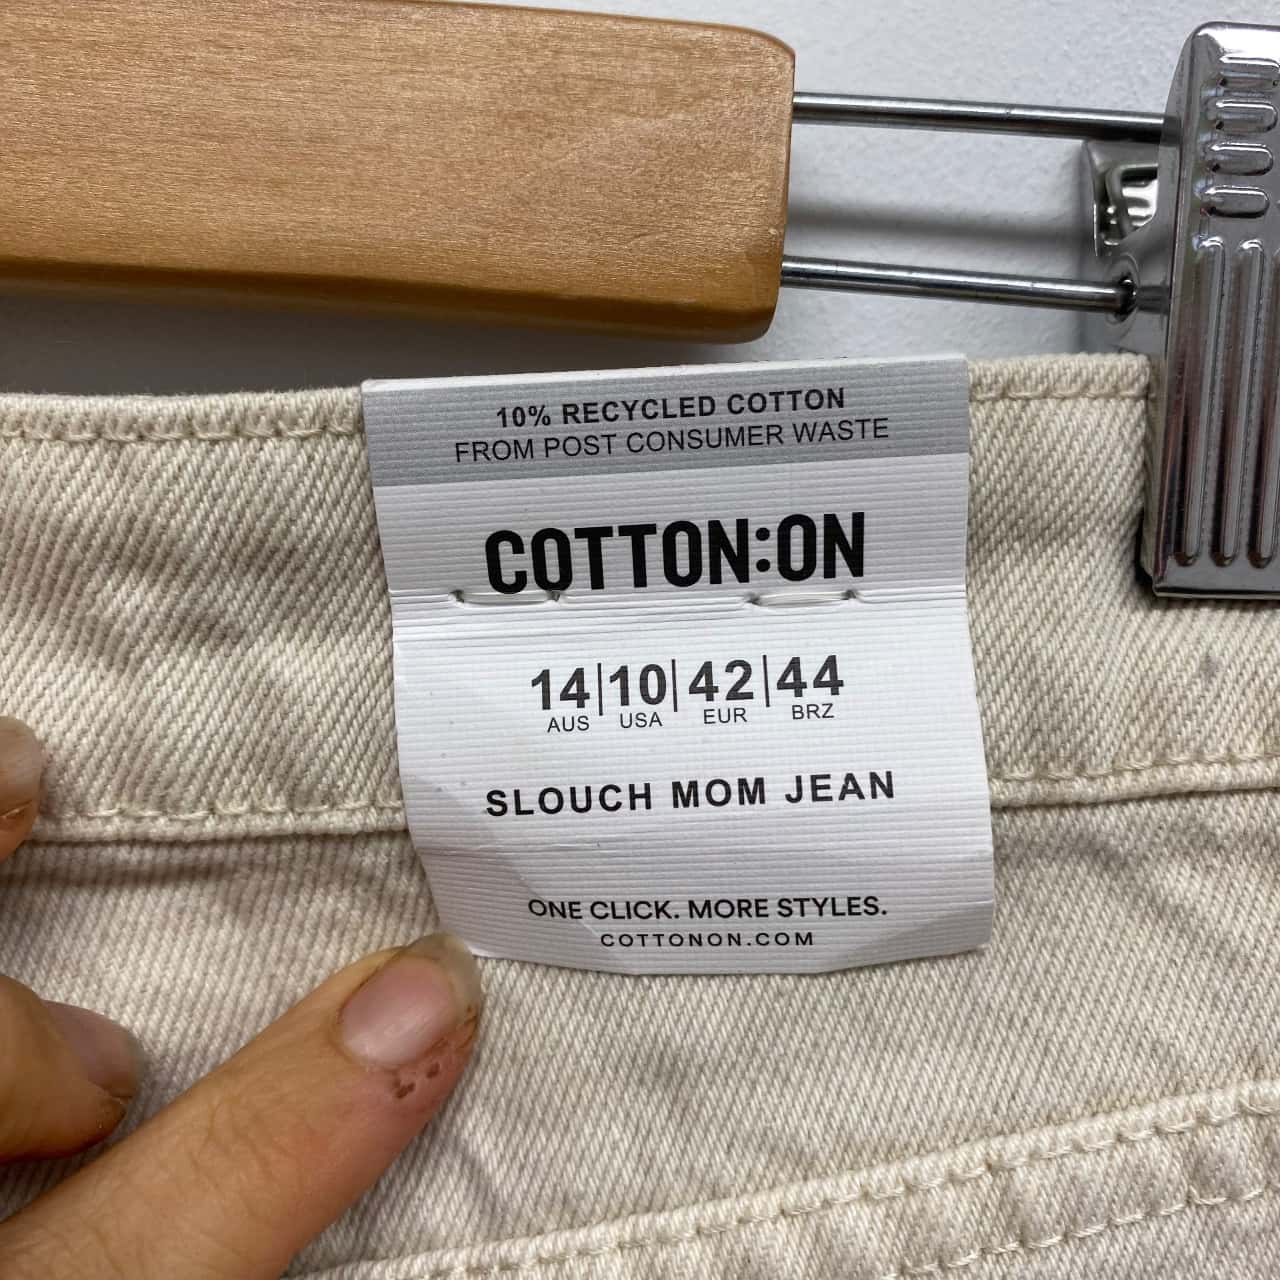 10% RECYCLED COTTON
FROM POST CONSUMER WASTE
COTTON:ON
14|10|42|44
AUS USA EUR BRZ
SLOUCH MOM JEAN
ONE CLICK. MORE STYLES.
COTTONON.COM